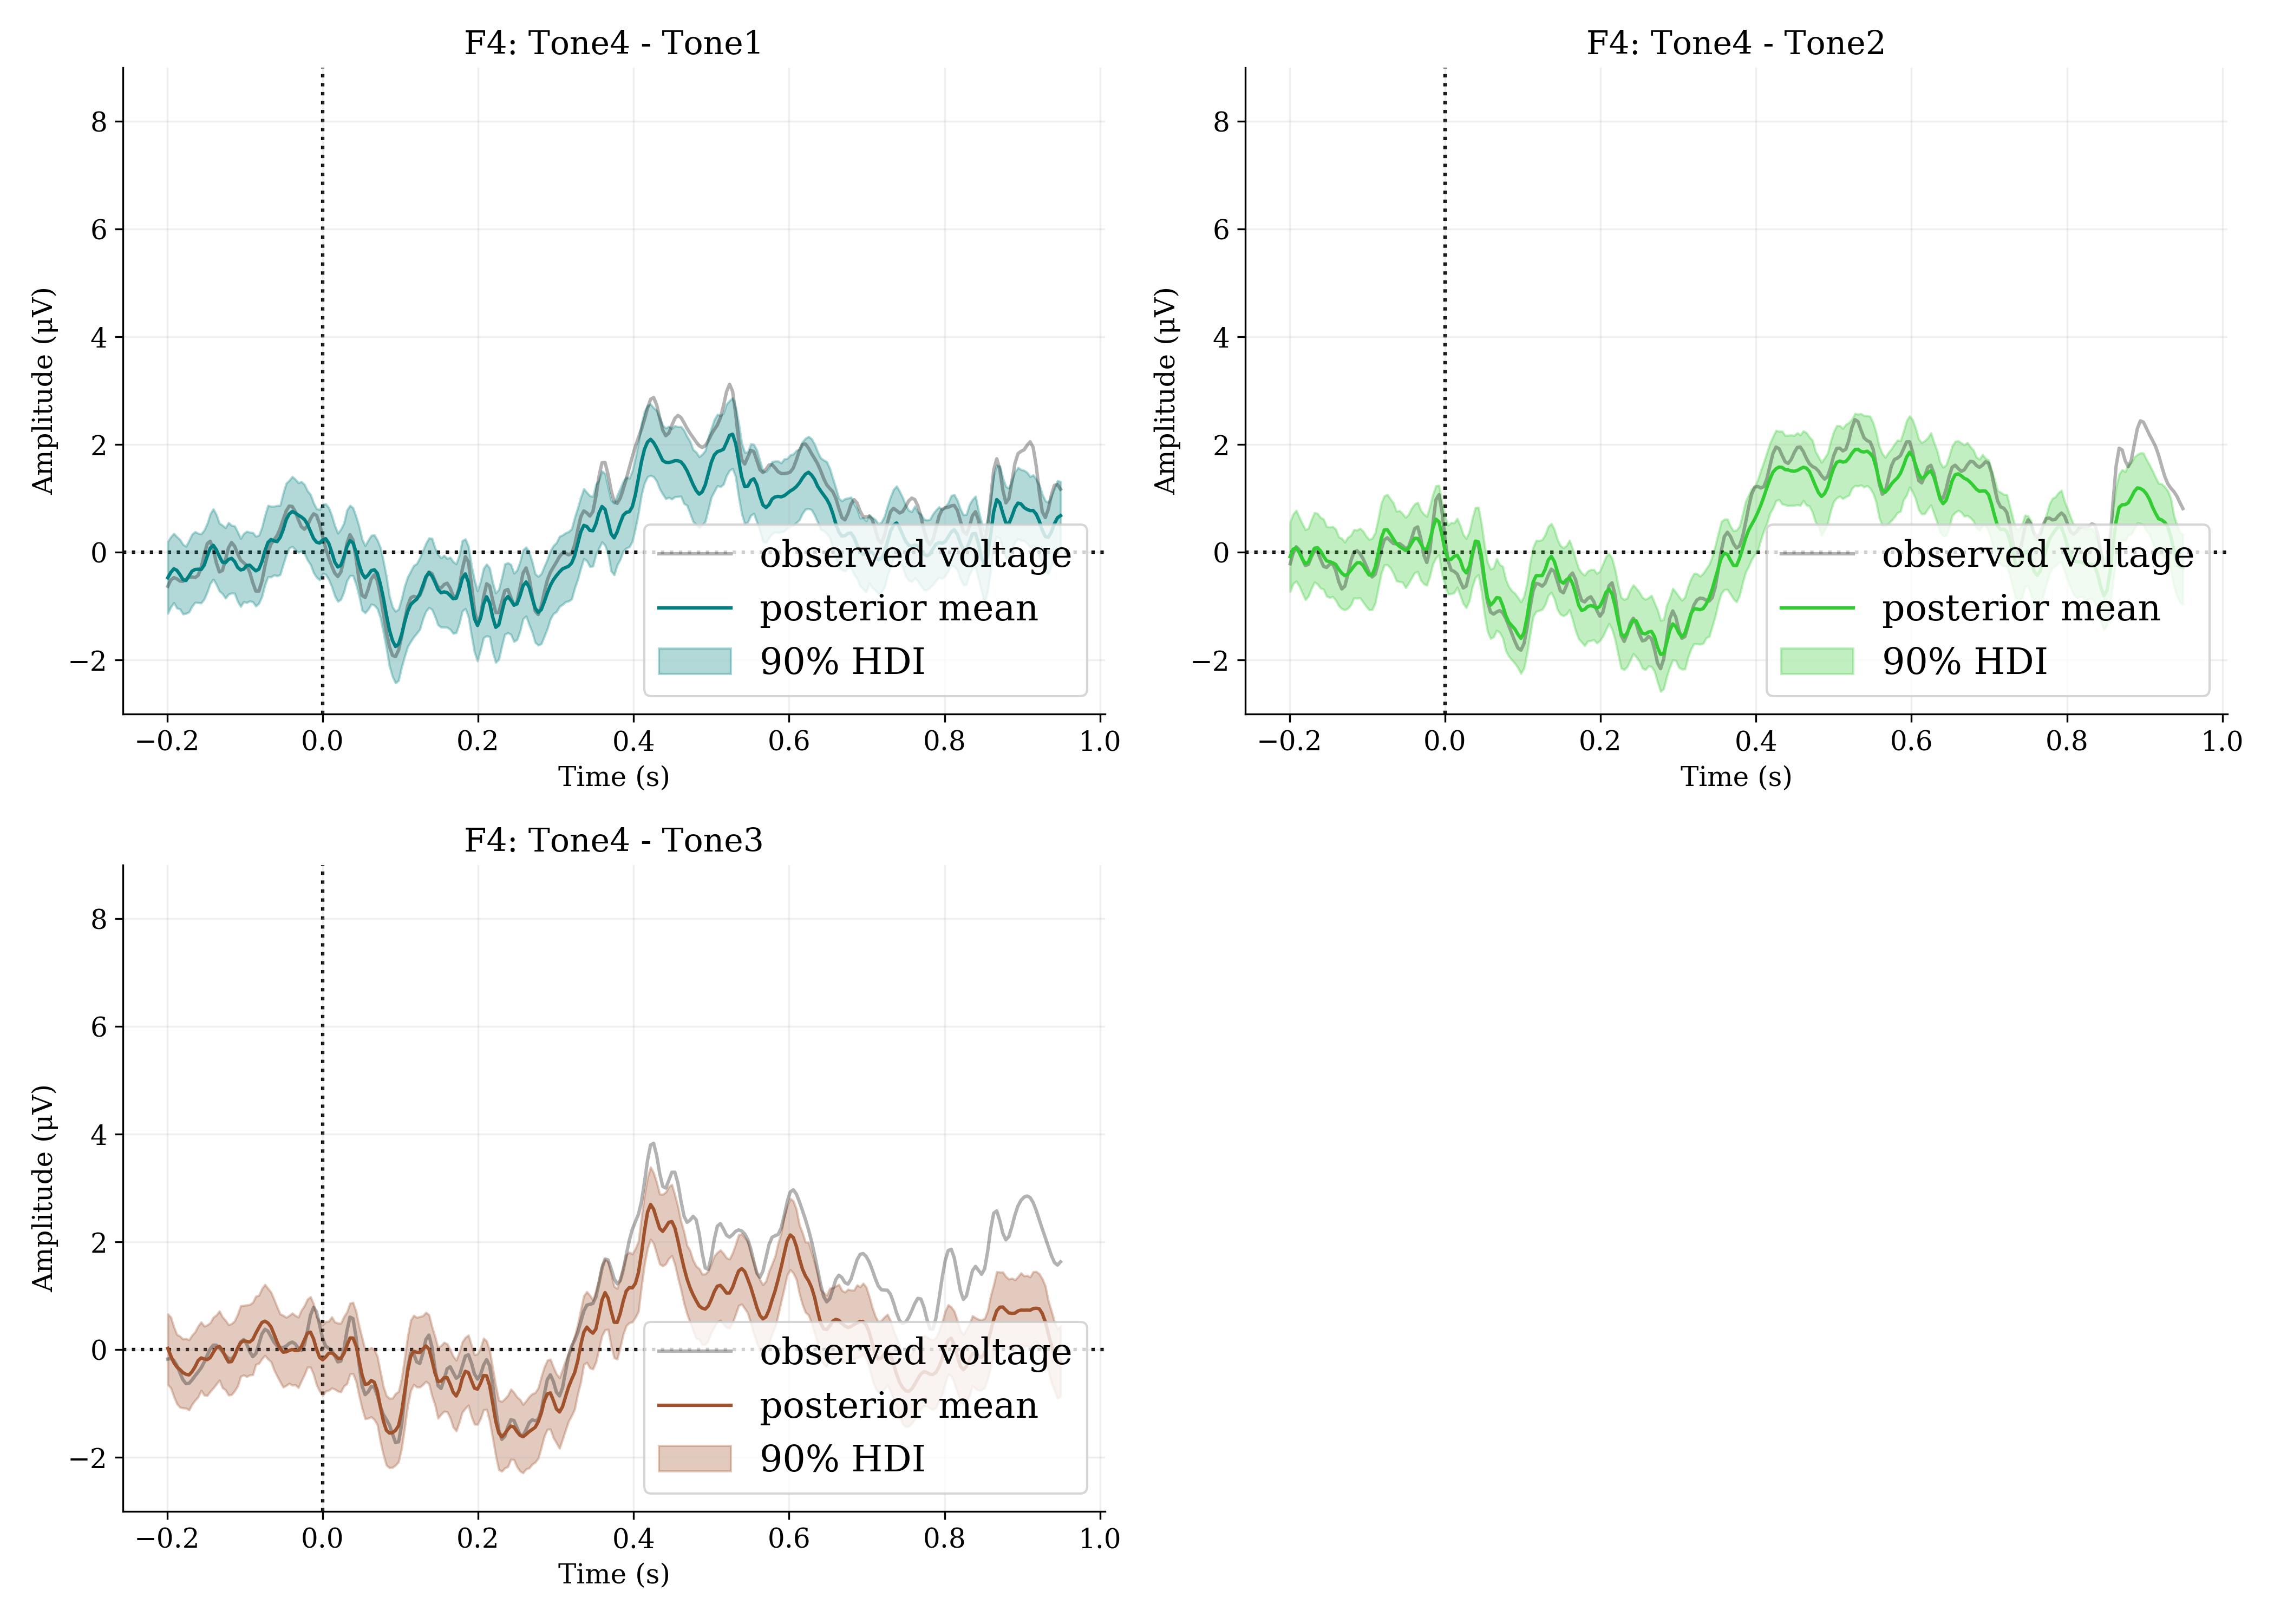 F4: Tone4 - Tone1
Amplitude (µV)
8
6
4
2
0
−2
observed voltage
posterior mean
90% HDI
−0.2 0.0 0.2 0.4 0.6 0.8 1.0
Time (s)
F4: Tone4 - Tone2
Amplitude (µV)
8
6
4
2
0
−2
observed voltage
posterior mean
90% HDI
−0.2 0.0 0.2 0.4 0.6 0.8 1.0
Time (s)
F4: Tone4 - Tone3
Amplitude (µV)
8
6
4
2
0
−2
observed voltage
posterior mean
90% HDI
−0.2 0.0 0.2 0.4 0.6 0.8 1.0
Time (s)